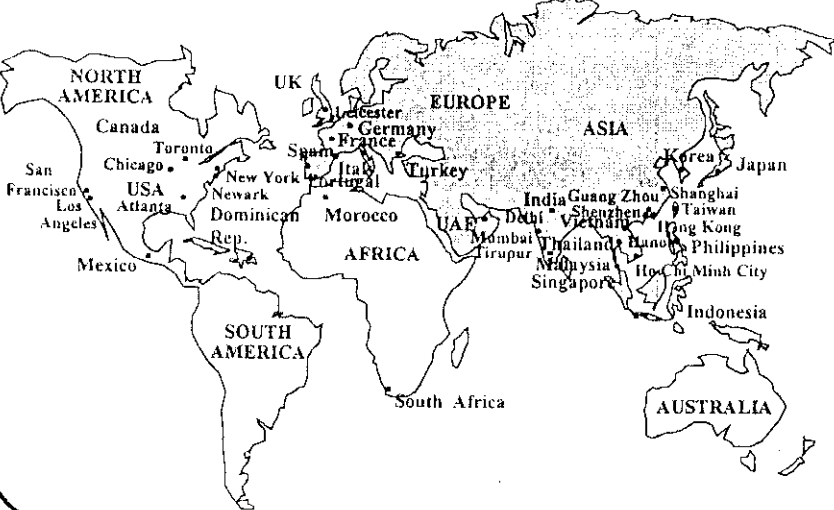 NORTH
AMERICA
Canada
Toronto
Chicago
San
Francisco
USA
New York
Newark
Los
Angeles
Atlanta
Dominican
Rep.
Mexico
SOUTH
AMERICA
UK
Leicester
EUROPE
Germany
France
Spain
Italy
Portugal
Turkey
Morocco
AFRICA
South Africa
ASIA
Korea
Japan
India
Guang Zhou
Shanghai
Shenzhen
Taiwan
UAE
Delhi
Vietnam
Hong Kong
Mumbai
Thailand
Hanoi
Philippines
Tirupur
Malaysia
Ho Chi Minh City
Singapore
Indonesia
AUSTRALIA